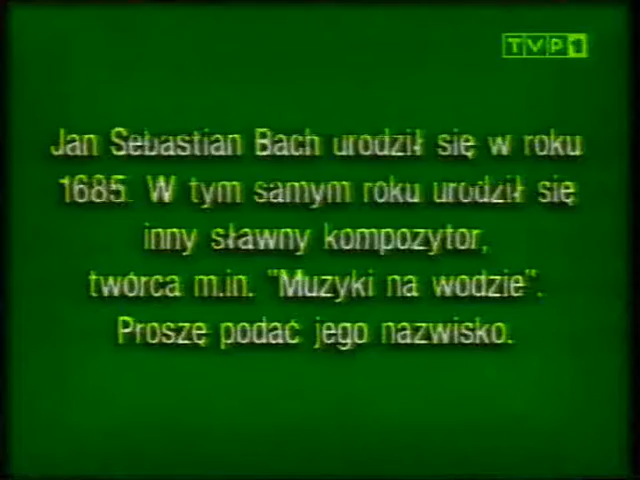 TVP1
Jan Sebastian Bach urodził się w roku
1685. W tym samym roku urodził się
inny sławny kompozytor,
twórca m.in. "Muzyki na wodzie".
Proszę podać jego nazwisko.